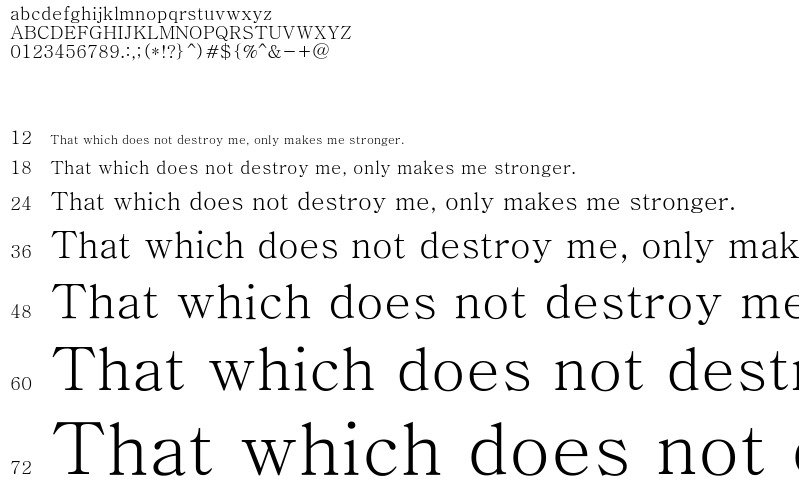 abcdefghijklmnopqrstuvwxyz
ABCDEFGHIJKLMNOPQRSTUVWXYZ
0123456789.:,;(*!?}^)#${%^&−+@
12 That which does not destroy me, only makes me stronger.
18 That which does not destroy me, only makes me stronger.
24 That which does not destroy me, only makes me stronger.
36 That which does not destroy me, only mak
48 That which does not destroy me
60 That which does not destr
72 That which does not